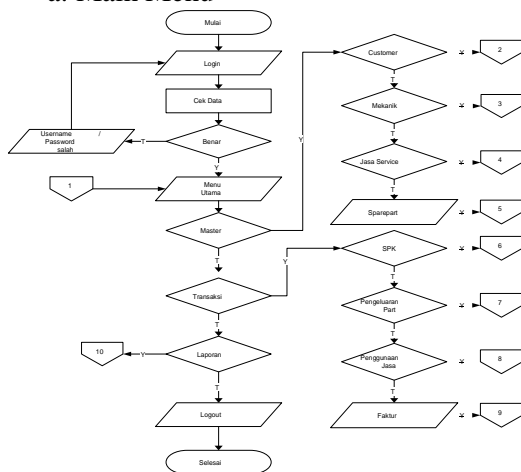 a. Main Menu
Mulai
Login
Cek Data
Username /
Password
salah
T
Benar
Y
1
Menu
Utama
Master
Y
T
Transaksi
Y
T
10
Y
Laporan
T
Logout
Selesai
Customer
Y
2
T
Mekanik
Y
3
T
Jasa Service
Y
4
T
Sparepart
Y
5
SPK
Y
6
T
Pengeluaran
Part
Y
7
T
Penggunaan
Jasa
Y
8
T
Faktur
Y
9